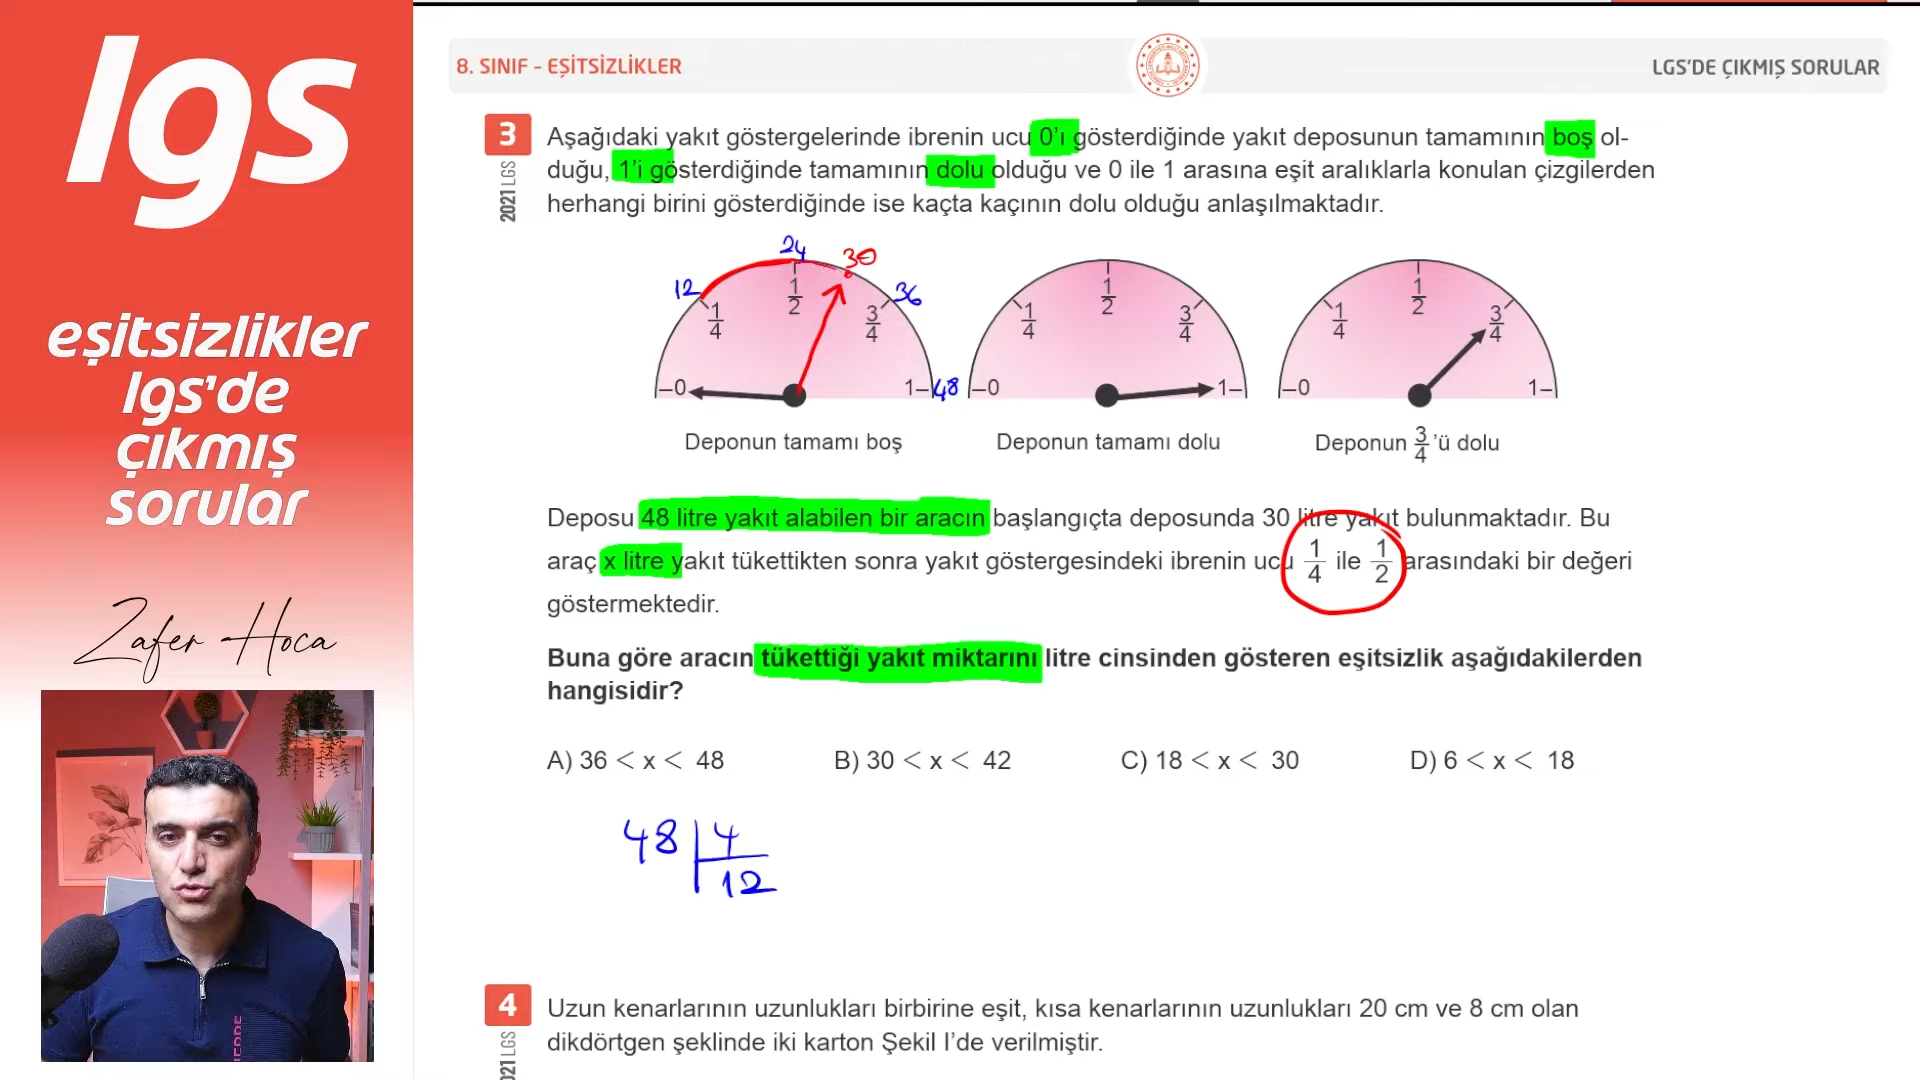 lgs
eşitsizlikler
lgs'de
çıkmış
sorular
Zafer Hoca
8. SINIF - EŞİTSİZLİKLER
LGS'DE ÇIKMIŞ SORULAR
3
2021 LGS
Aşağıdaki yakıt göstergelerinde ibrenin ucu 0'ı gösterdiğinde yakıt deposunun tamamının boş ol-
duğu, 1'i gösterdiğinde tamamının dolu olduğu ve 0 ile 1 arasına eşit aralıklarla konulan çizgilerden
herhangi birini gösterdiğinde ise kaçta kaçının dolu olduğu anlaşılmaktadır.
12 24 30 36 48
0 1/4 1/2 3/4 1
0 1/4 1/2 3/4 1
0 1/4 1/2 3/4 1
Deponun tamamı boş
Deponun tamamı dolu
Deponun 3/4'ü dolu
Deposu 48 litre yakıt alabilen bir aracın başlangıçta deposunda 30 litre yakıt bulunmaktadır. Bu
araç x litre yakıt tükettikten sonra yakıt göstergesindeki ibrenin ucu 1/4 ile 1/2 arasındaki bir değeri
göstermektedir.
Buna göre aracın tükettiği yakıt miktarını litre cinsinden gösteren eşitsizlik aşağıdakilerden
hangisidir?
A) 36 < x < 48
B) 30 < x < 42
C) 18 < x < 30
D) 6 < x < 18
48 | 4
12
4
Uzun kenarlarının uzunlukları birbirine eşit, kısa kenarlarının uzunlukları 20 cm ve 8 cm olan
dikdörtgen şeklinde iki karton Şekil I'de verilmiştir.